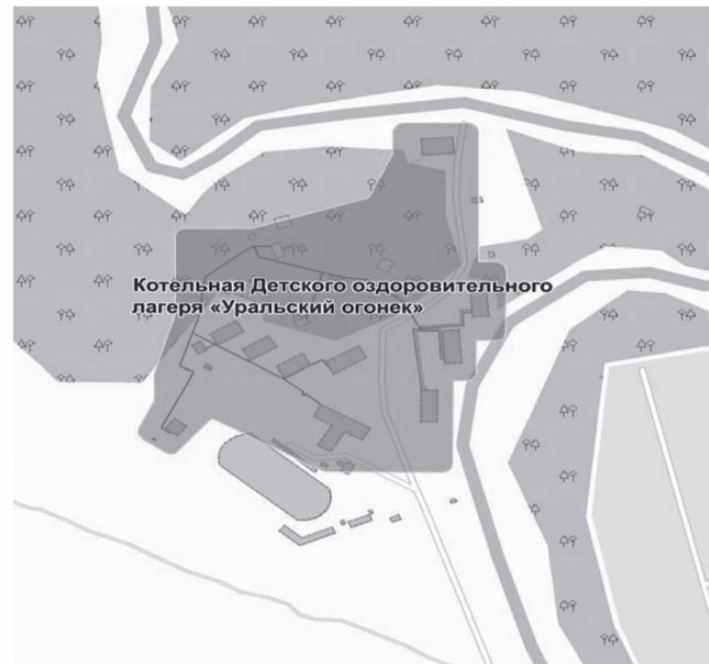 Котельная Детского оздоровительного
лагеря «Уральский огонек»